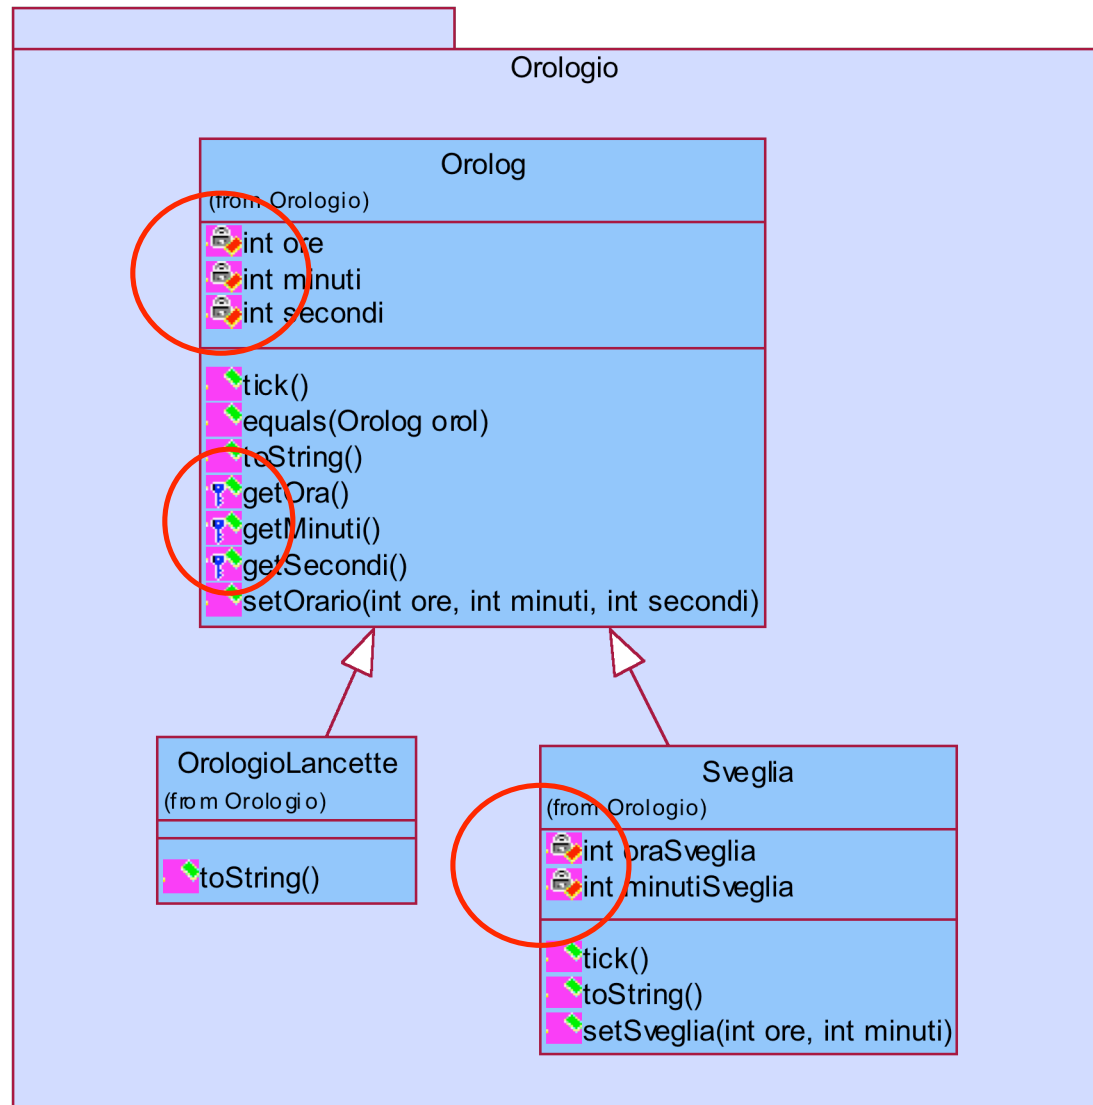 Orologio
Orolog
(from Orologio)
int ore
int minuti
int secondi
tick()
equals(Orolog orol)
toString()
getOra()
getMinuti()
getSecondi()
setOrario(int ore, int minuti, int secondi)
OrologioLancette
(from Orologio)
toString()
Sveglia
(from Orologio)
int oraSveglia
int minutiSveglia
tick()
toString()
setSveglia(int ore, int minuti)